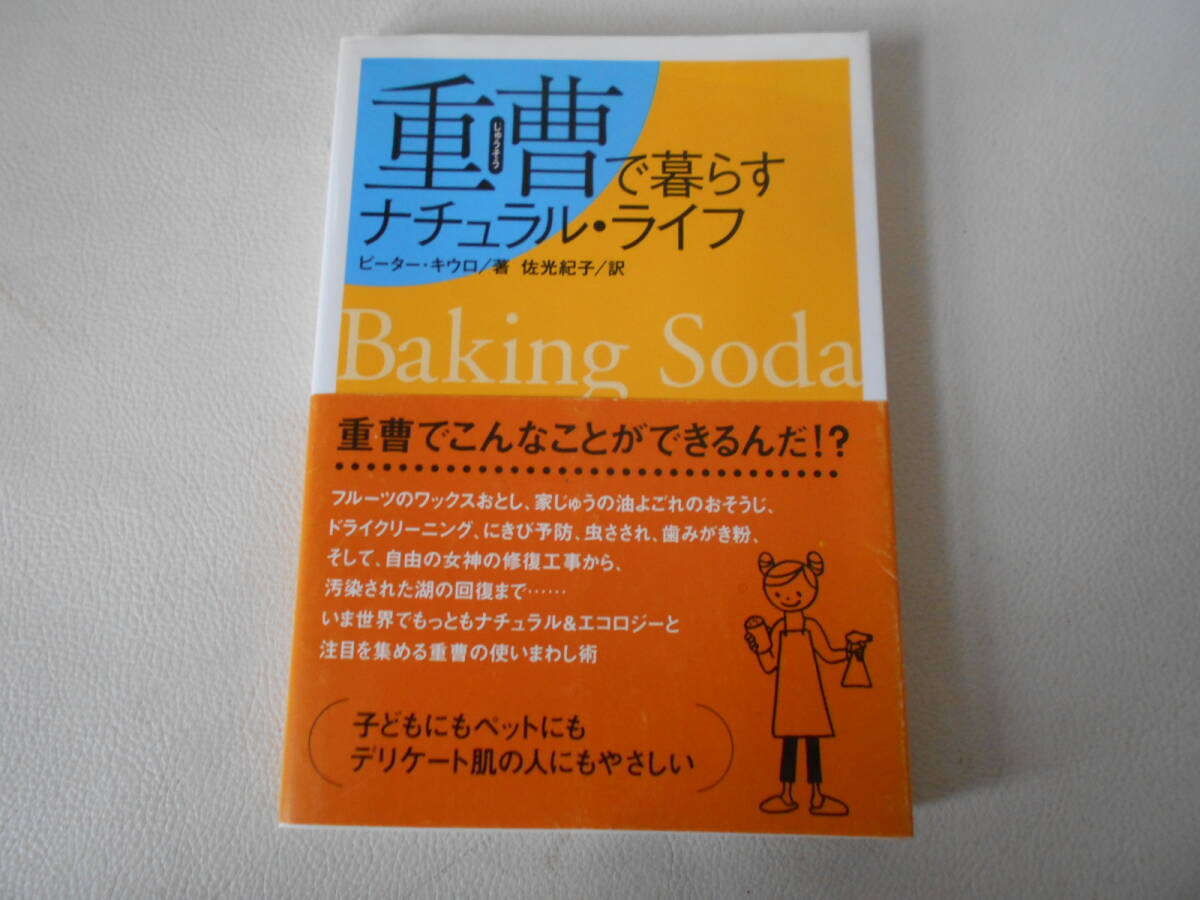 重曹で暮らす
じゅうそう
ナチュラル・ライフ
ピーター・キウロ/著 佐光紀子/訳
Baking Soda
重曹でこんなことができるんだ!?
フルーツのワックスおとし、家じゅうの油よごれのおそうじ、
ドライクリーニング、にきび予防、虫さされ、歯みがき粉、
そして、自由の女神の修復工事から、
汚染された湖の回復まで……
いま世界でもっともナチュラル&エコロジーと
注目を集める重曹の使いまわし術
子どもにもペットにも
デリケート肌の人にもやさしい